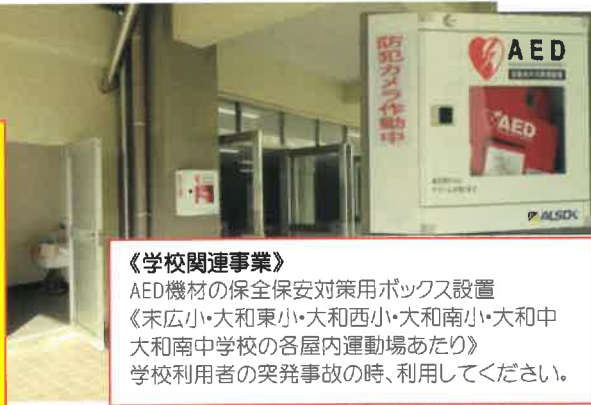 防犯カメラ作動中
AED
AED
ALSOK
《学校関連事業》
AED機材の保全保安対策用ボックス設置
《末広小・大和東小・大和西小・大和南小・大和中
大和南中学校の各屋内運動場あたり》
学校利用者の突発事故の時、利用してください。